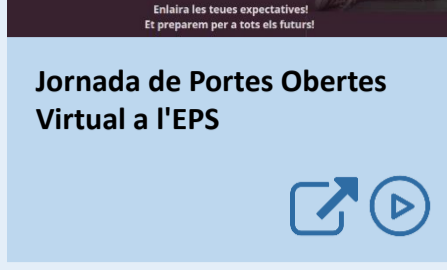 Enlaira les teues expectatives!
Et preparem per a tots els futurs!
Jornada de Portes Obertes
Virtual a l'EPS